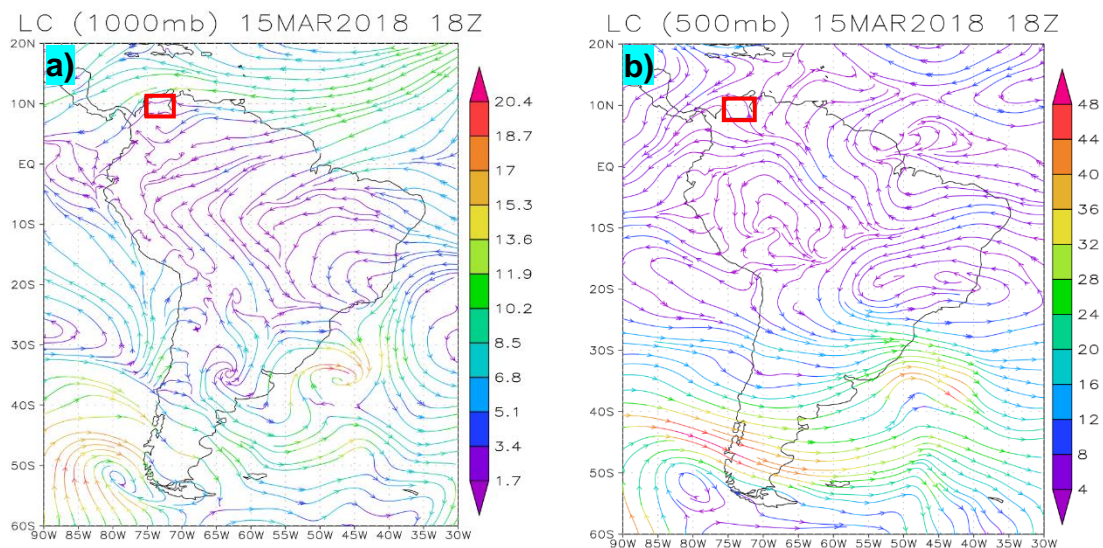 LC (1000mb) 15MAR2018 18Z
a)
20N
10N
EQ
10S
20S
30S
40S
50S
60S
90W 85W 80W 75W 70W 65W 60W 55W 50W 45W 40W 35W 30W
20.4
18.7
17
15.3
13.6
11.9
10.2
8.5
6.8
5.1
3.4
1.7
LC (500mb) 15MAR2018 18Z
b)
20N
10N
EQ
10S
20S
30S
40S
50S
60S
90W 85W 80W 75W 70W 65W 60W 55W 50W 45W 40W 35W 30W
48
44
40
36
32
28
24
20
16
12
8
4